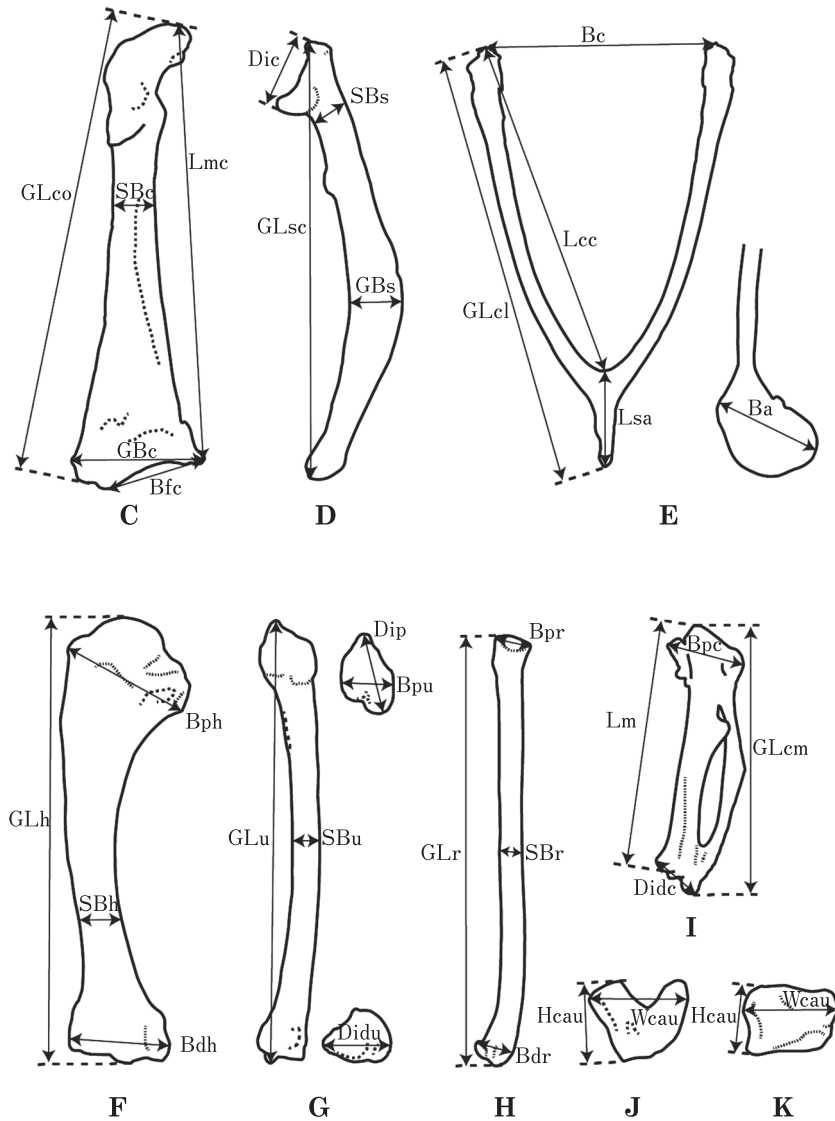 Bc
Dic
SBs
Lmc
SBc
GLco
GLsc
Lcc
GBs
GLcl
Ba
Lsa
GBc
Bfc
C
D
E
Dip
Bpr
Bpc
Bpu
Bph
Lm
GLcm
GLh
GLu
SBu
GLr
SBr
Didc
SBh
I
Hcau
Wcau
Hcau
Wcau
Bdh
Didu
Bdr
F
G
H
J
K